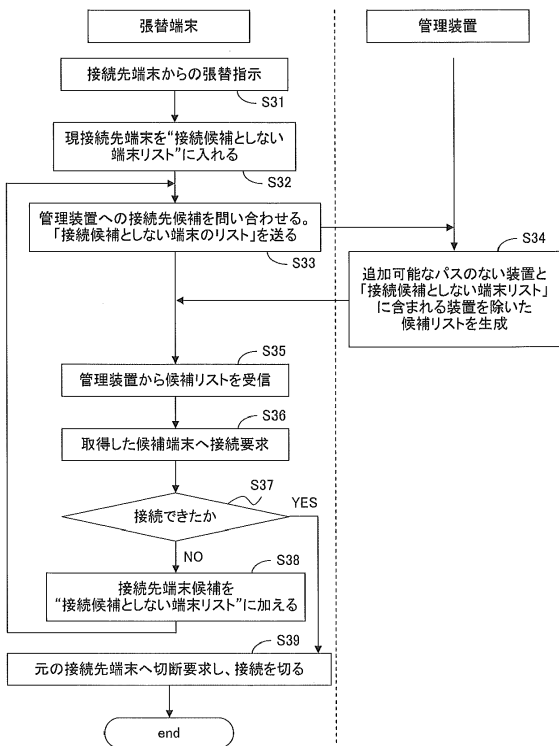 張替端末
管理装置
接続先端末からの張替指示
S31
現接続先端末を“接続候補としない
端末リスト”に入れる
S32
管理装置への接続先候補を問い合わせる。
「接続候補としない端末のリスト」を送る
S33
S34
追加可能なパスのない装置と
「接続候補としない端末リスト」
に含まれる装置を除いた
候補リストを生成
S35
管理装置から候補リストを受信
S36
取得した候補端末へ接続要求
S37
接続できたか
YES
NO
S38
接続先端末候補を
“接続候補としない端末リスト”に加える
S39
元の接続先端末へ切断要求し、接続を切る
end